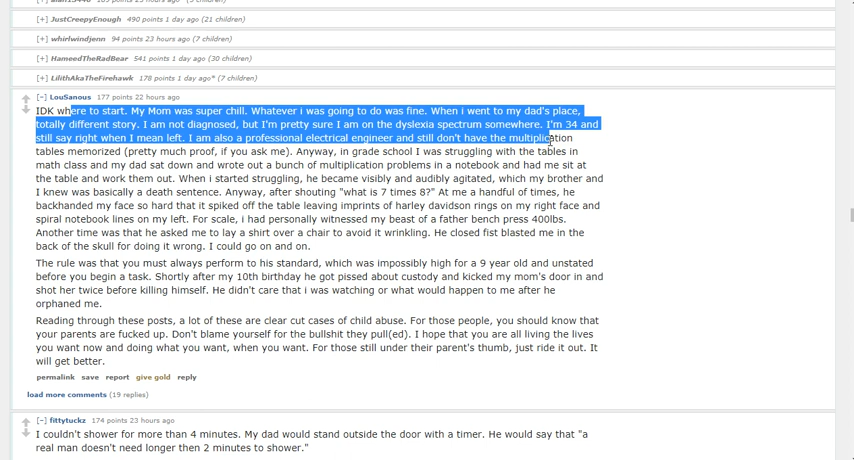 [+] JustCreepyEnough 490 points 1 day ago (21 children)
[+] whirlwindjenn 94 points 23 hours ago (7 children)
[+] HameedTheRadBear 541 points 1 day ago (30 children)
[+] LilithAkaTheFirehawk 178 points 1 day ago* (7 children)
[–] LouSanous 177 points 22 hours ago
IDK where to start. My Mom was super chill. Whatever i was going to do was fine. When i went to my dad's place,
totally different story. I am not diagnosed, but I'm pretty sure I am on the dyslexia spectrum somewhere. I'm 34 and
still say right when I mean left. I am also a professional electrical engineer and still don't have the multiplication
tables memorized (pretty much proof, if you ask me). Anyway, in grade school I was struggling with the tables in
math class and my dad sat down and wrote out a bunch of multiplication problems in a notebook and had me sit at
the table and work them out. When i started struggling, he became visibly and audibly agitated, which my brother and
I knew was basically a death sentence. Anyway, after shouting "what is 7 times 8?" At me a handful of times, he
backhanded my face so hard that it spiked off the table leaving imprints of harley davidson rings on my right face and
spiral notebook lines on my left. For scale, i had personally witnessed my beast of a father bench press 400lbs.
Another time was that he asked me to lay a shirt over a chair to avoid it wrinkling. He closed fist blasted me in the
back of the skull for doing it wrong. I could go on and on.
The rule was that you must always perform to his standard, which was impossibly high for a 9 year old and unstated
before you begin a task. Shortly after my 10th birthday he got pissed about custody and kicked my mom's door in and
shot her twice before killing himself. He didn't care that i was watching or what would happen to me after he
orphaned me.
Reading through these posts, a lot of these are clear cut cases of child abuse. For those people, you should know that
your parents are fucked up. Don't blame yourself for the bullshit they pull(ed). I hope that you are all living the lives
you want now and doing what you want, when you want. For those still under their parent's thumb, just ride it out. It
will get better.
permalink save report give gold reply
load more comments (19 replies)
[–] fittytuckz 174 points 23 hours ago
I couldn't shower for more than 4 minutes. My dad would stand outside the door with a timer. He would say that "a
real man doesn't need longer then 2 minutes to shower."